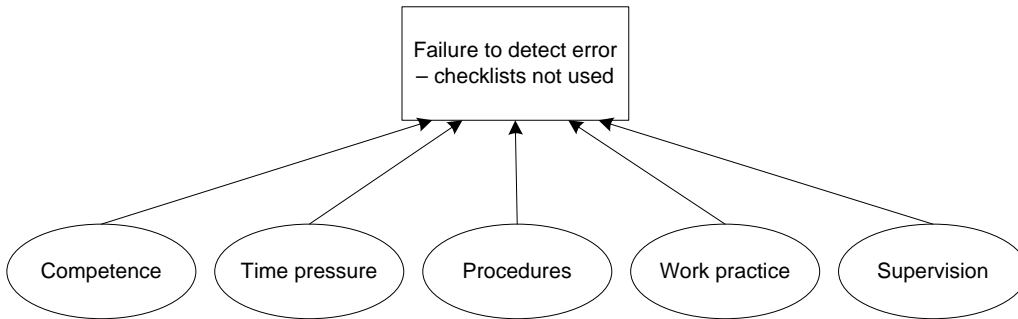 Failure to detect error
– checklists not used
Competence
Time pressure
Procedures
Work practice
Supervision